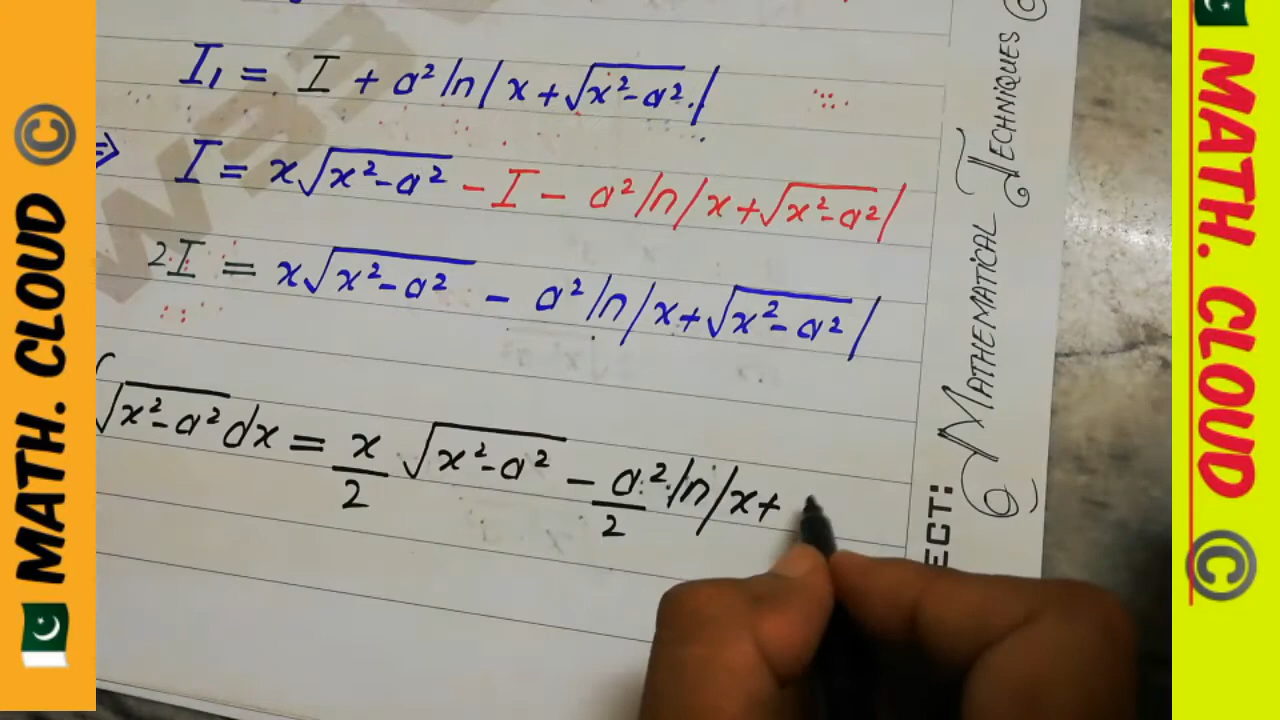 I₁ = I + a² ln|x + √x²-a²|
⇒ I = x√x²-a² - I - a² ln|x + √x²-a²|
2I = x√x²-a² - a² ln|x + √x²-a²|
∫√x²-a² dx = x/2 √x²-a² - a²/2 ln|x +
MATHEMATICAL TECHNIQUES
ECT:
MATH. CLOUD ©
MATH. CLOUD ©